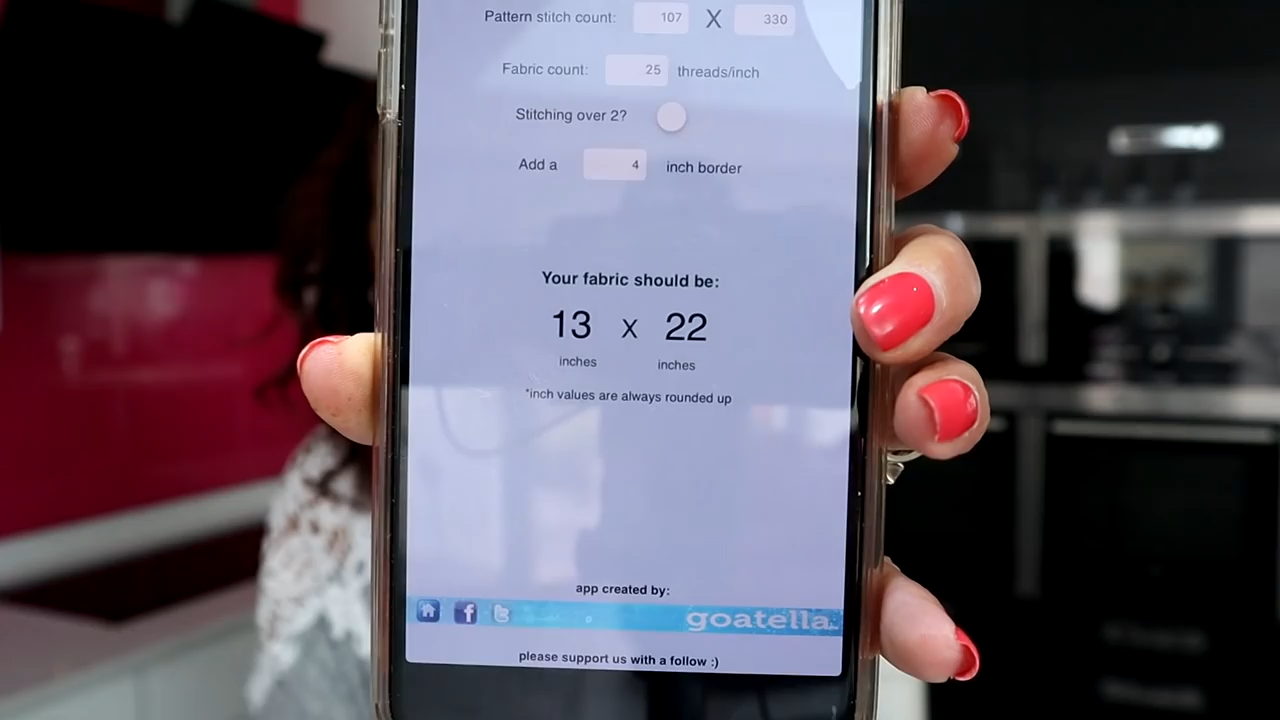 Pattern stitch count: 107 X 330
Fabric count: 25 threads/inch
Stitching over 2?
Add a 4 inch border
Your fabric should be:
13 x 22
inches inches
*inch values are always rounded up
app created by:
goatella
please support us with a follow :)